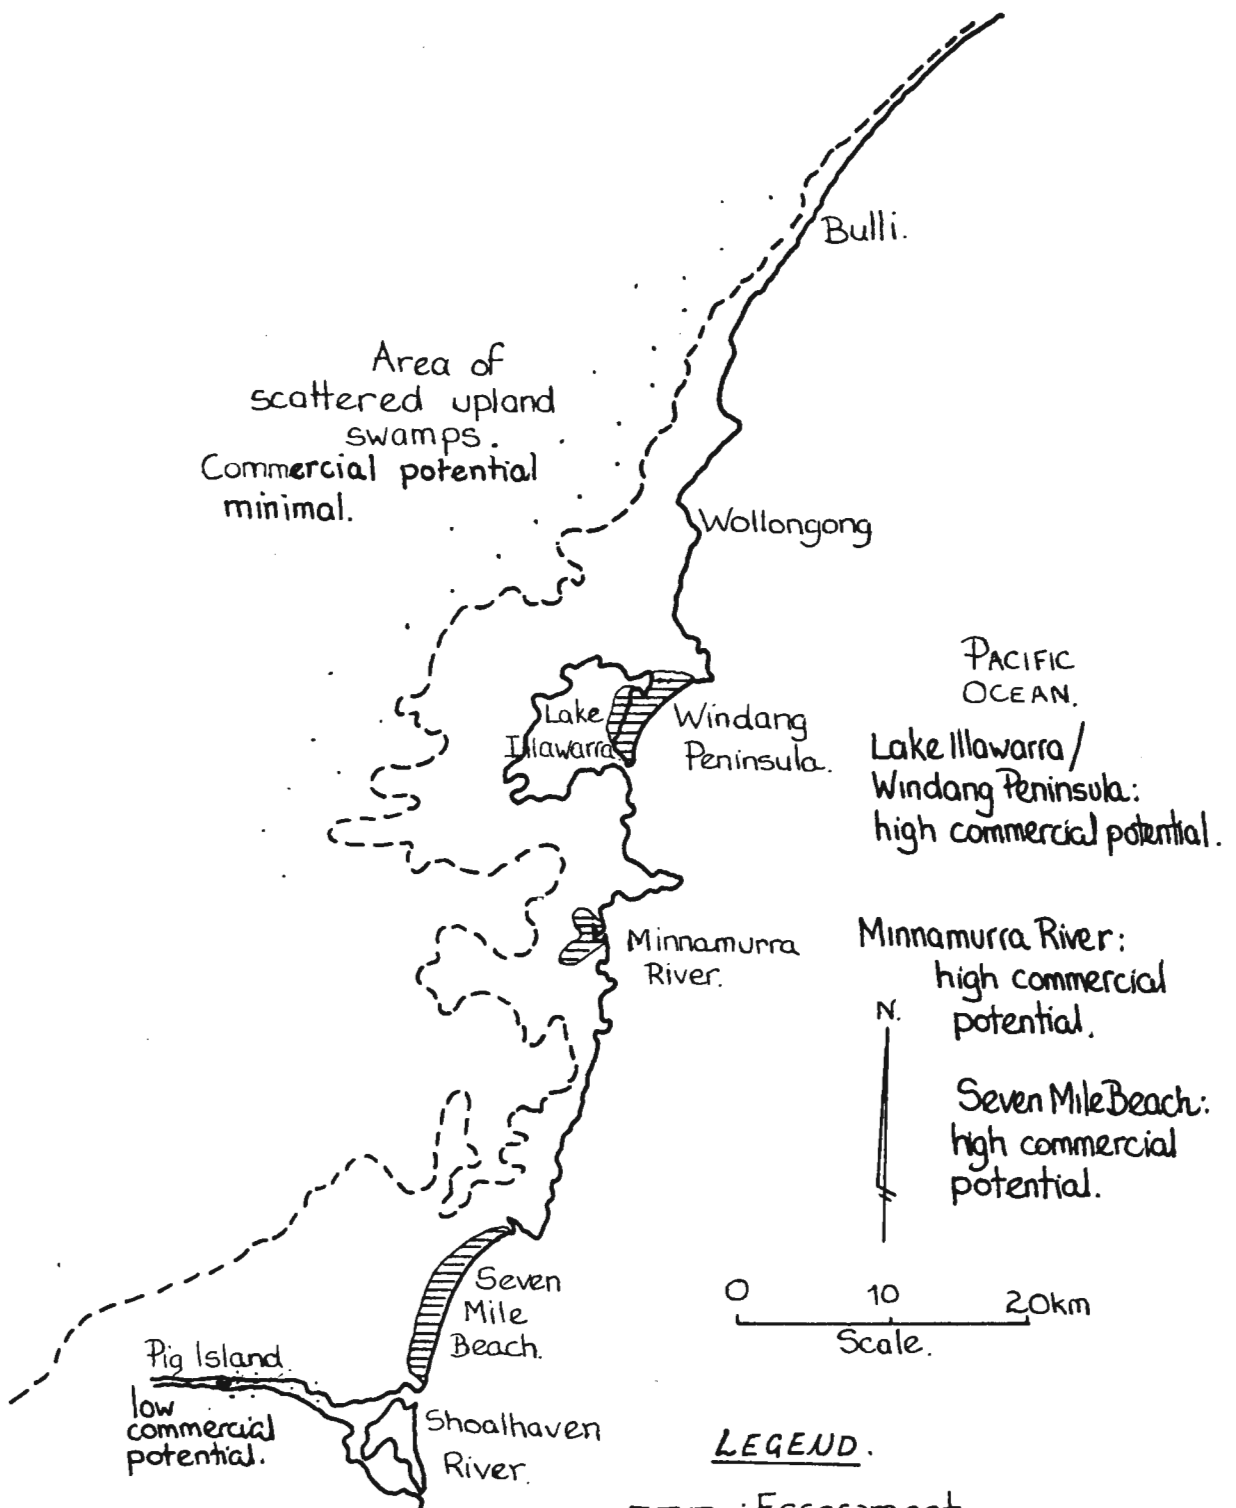 Bulli.
Area of
scattered upland
swamps.
Commercial potential
minimal.
Wollongong
PACIFIC
OCEAN.
Lake
Illawarra
Windang
Peninsula.
Lake Illawarra/
Windang Peninsula:
high commercial potential.
Minnamurra
River.
Minnamurra River:
high commercial
potential.
N.
Seven Mile Beach:
high commercial
potential.
Seven
Mile
Beach.
0 10 20km
Scale.
Pig Island.
low
commercial
potential.
Shoalhaven
River.
LEGEND.
: Escarpment